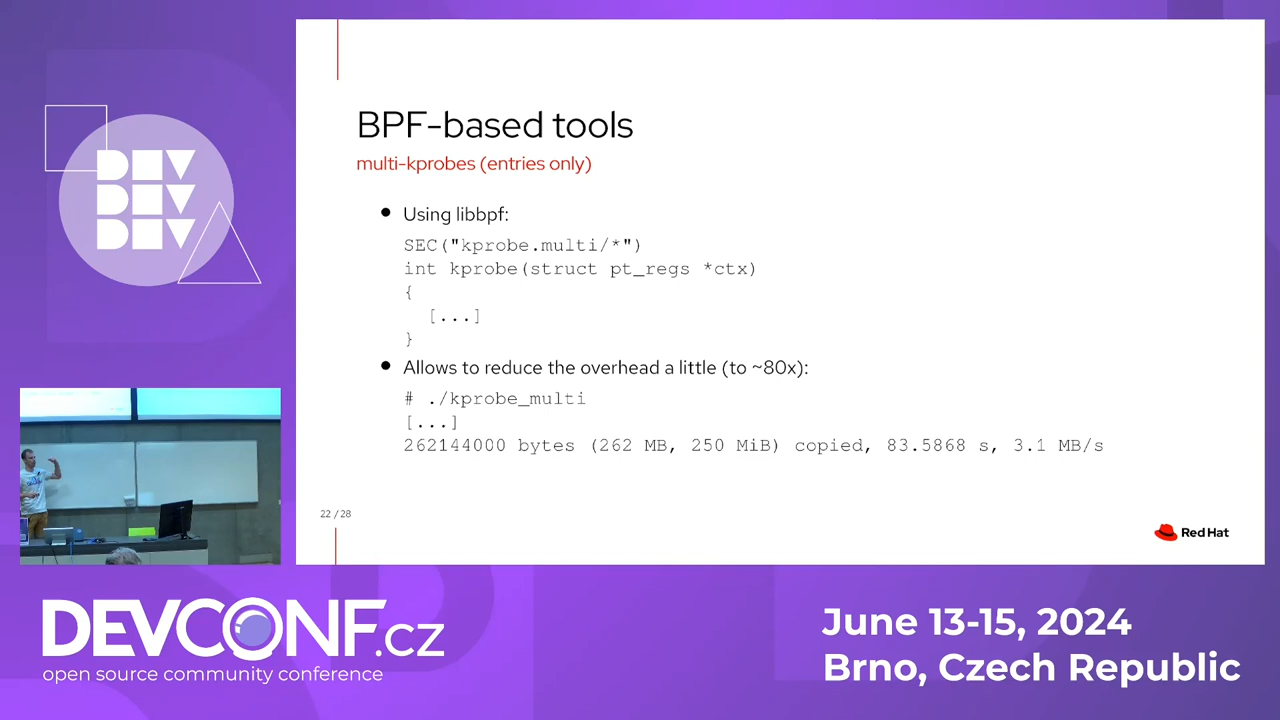 BPF-based tools
multi-kprobes (entries only)
● Using libbpf:
SEC("kprobe.multi/*")
int kprobe(struct pt_regs *ctx)
{
[...]
}
● Allows to reduce the overhead a little (to ~80x):
# ./kprobe_multi
[...]
262144000 bytes (262 MB, 250 MiB) copied, 83.5868 s, 3.1 MB/s
22 / 28
Red Hat
DEV
DEV
DEV
DEVCONF.cz
open source community conference
June 13-15, 2024
Brno, Czech Republic